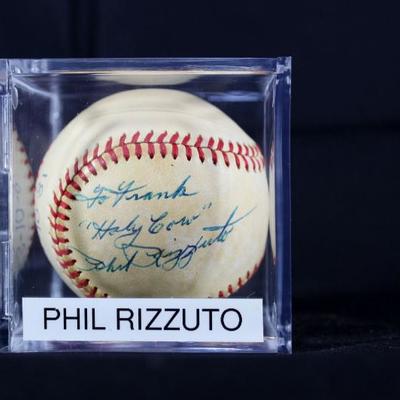 To Frank
"Holy Cow"
Phil Rizzuto
PHIL RIZZUTO